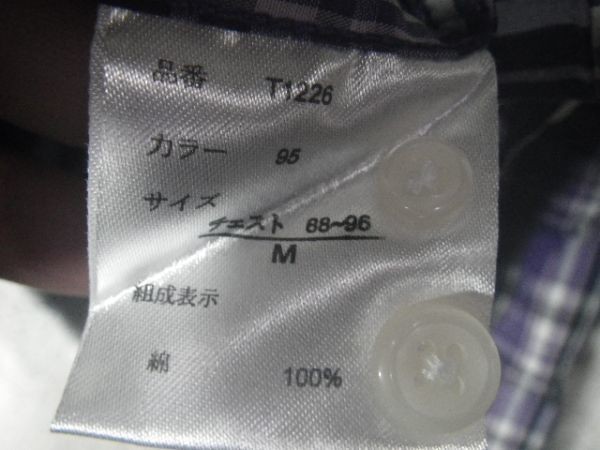 品番 T1226
カラー 95
サイズ
チェスト 88~96
M
組成表示
綿 100%